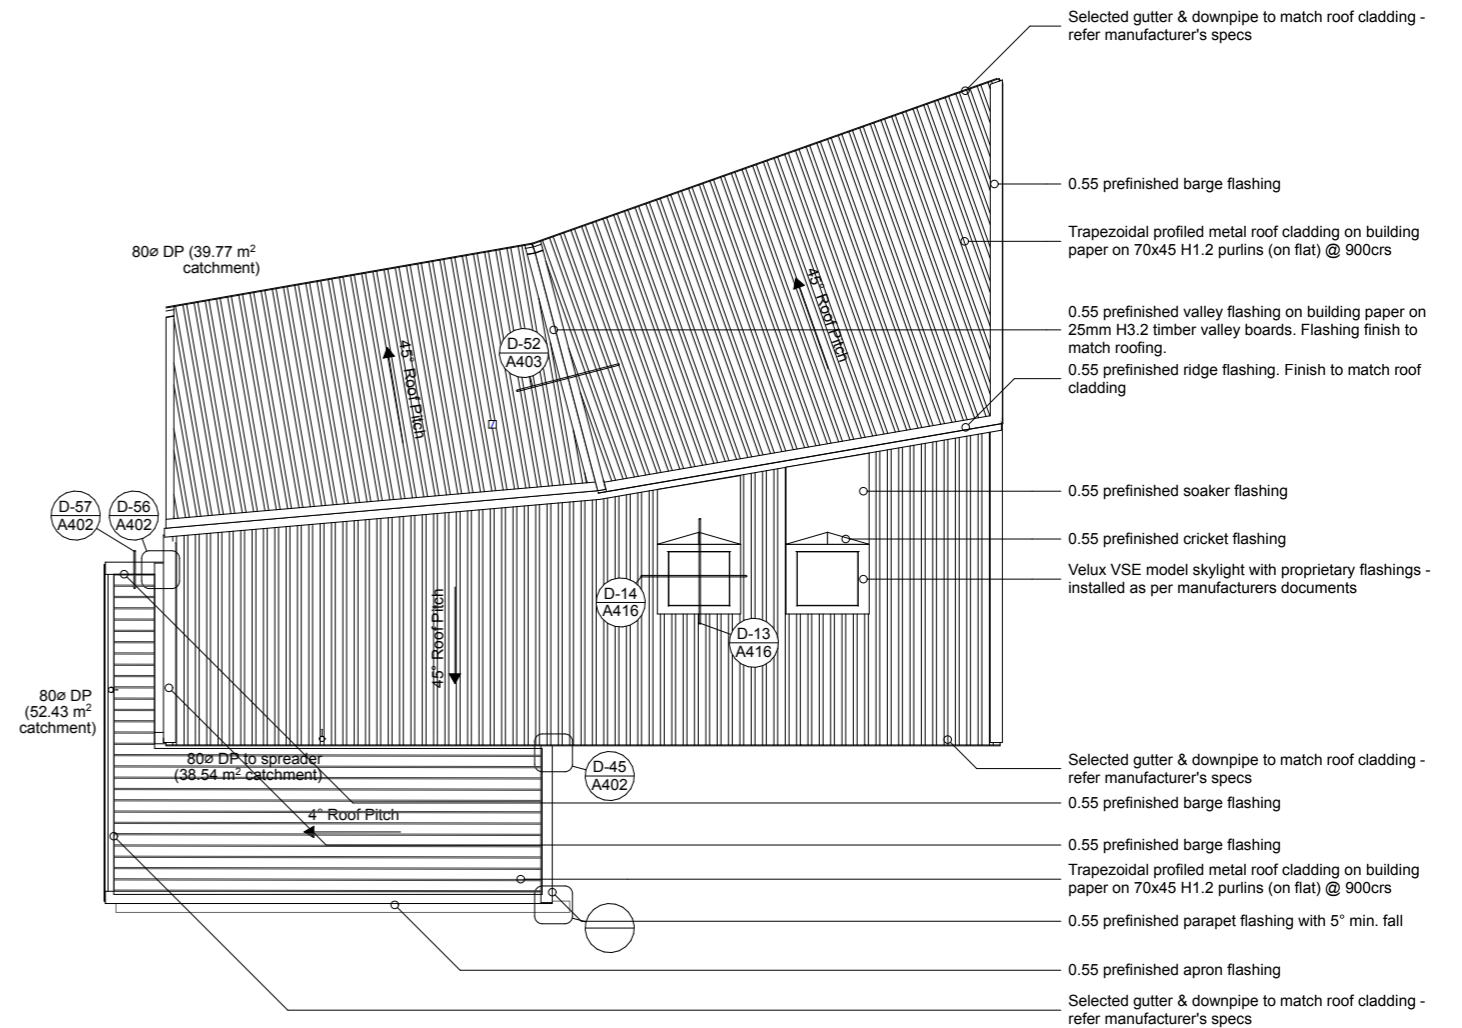 Selected gutter & downpipe to match roof cladding -
refer manufacturer's specs
0.55 prefinished barge flashing
Trapezoidal profiled metal roof cladding on building
paper on 70x45 H1.2 purlins (on flat) @ 900crs
80ø DP (39.77 m²
catchment)
45° Roof Pitch
0.55 prefinished valley flashing on building paper on
25mm H3.2 timber valley boards. Flashing finish to
match roofing.
D-52
A403
45° Roof Pitch
0.55 prefinished ridge flashing. Finish to match roof
cladding
D-57
A402
D-56
A402
0.55 prefinished soaker flashing
0.55 prefinished cricket flashing
Velux VSE model skylight with proprietary flashings -
installed as per manufacturers documents
D-14
A416
D-13
A416
45° Roof Pitch
80ø DP
(52.43 m²
catchment)
80ø DP to spreader
(38.54 m² catchment)
D-45
A402
Selected gutter & downpipe to match roof cladding -
refer manufacturer's specs
0.55 prefinished barge flashing
4° Roof Pitch
0.55 prefinished barge flashing
Trapezoidal profiled metal roof cladding on building
paper on 70x45 H1.2 purlins (on flat) @ 900crs
0.55 prefinished parapet flashing with 5° min. fall
0.55 prefinished apron flashing
Selected gutter & downpipe to match roof cladding -
refer manufacturer's specs